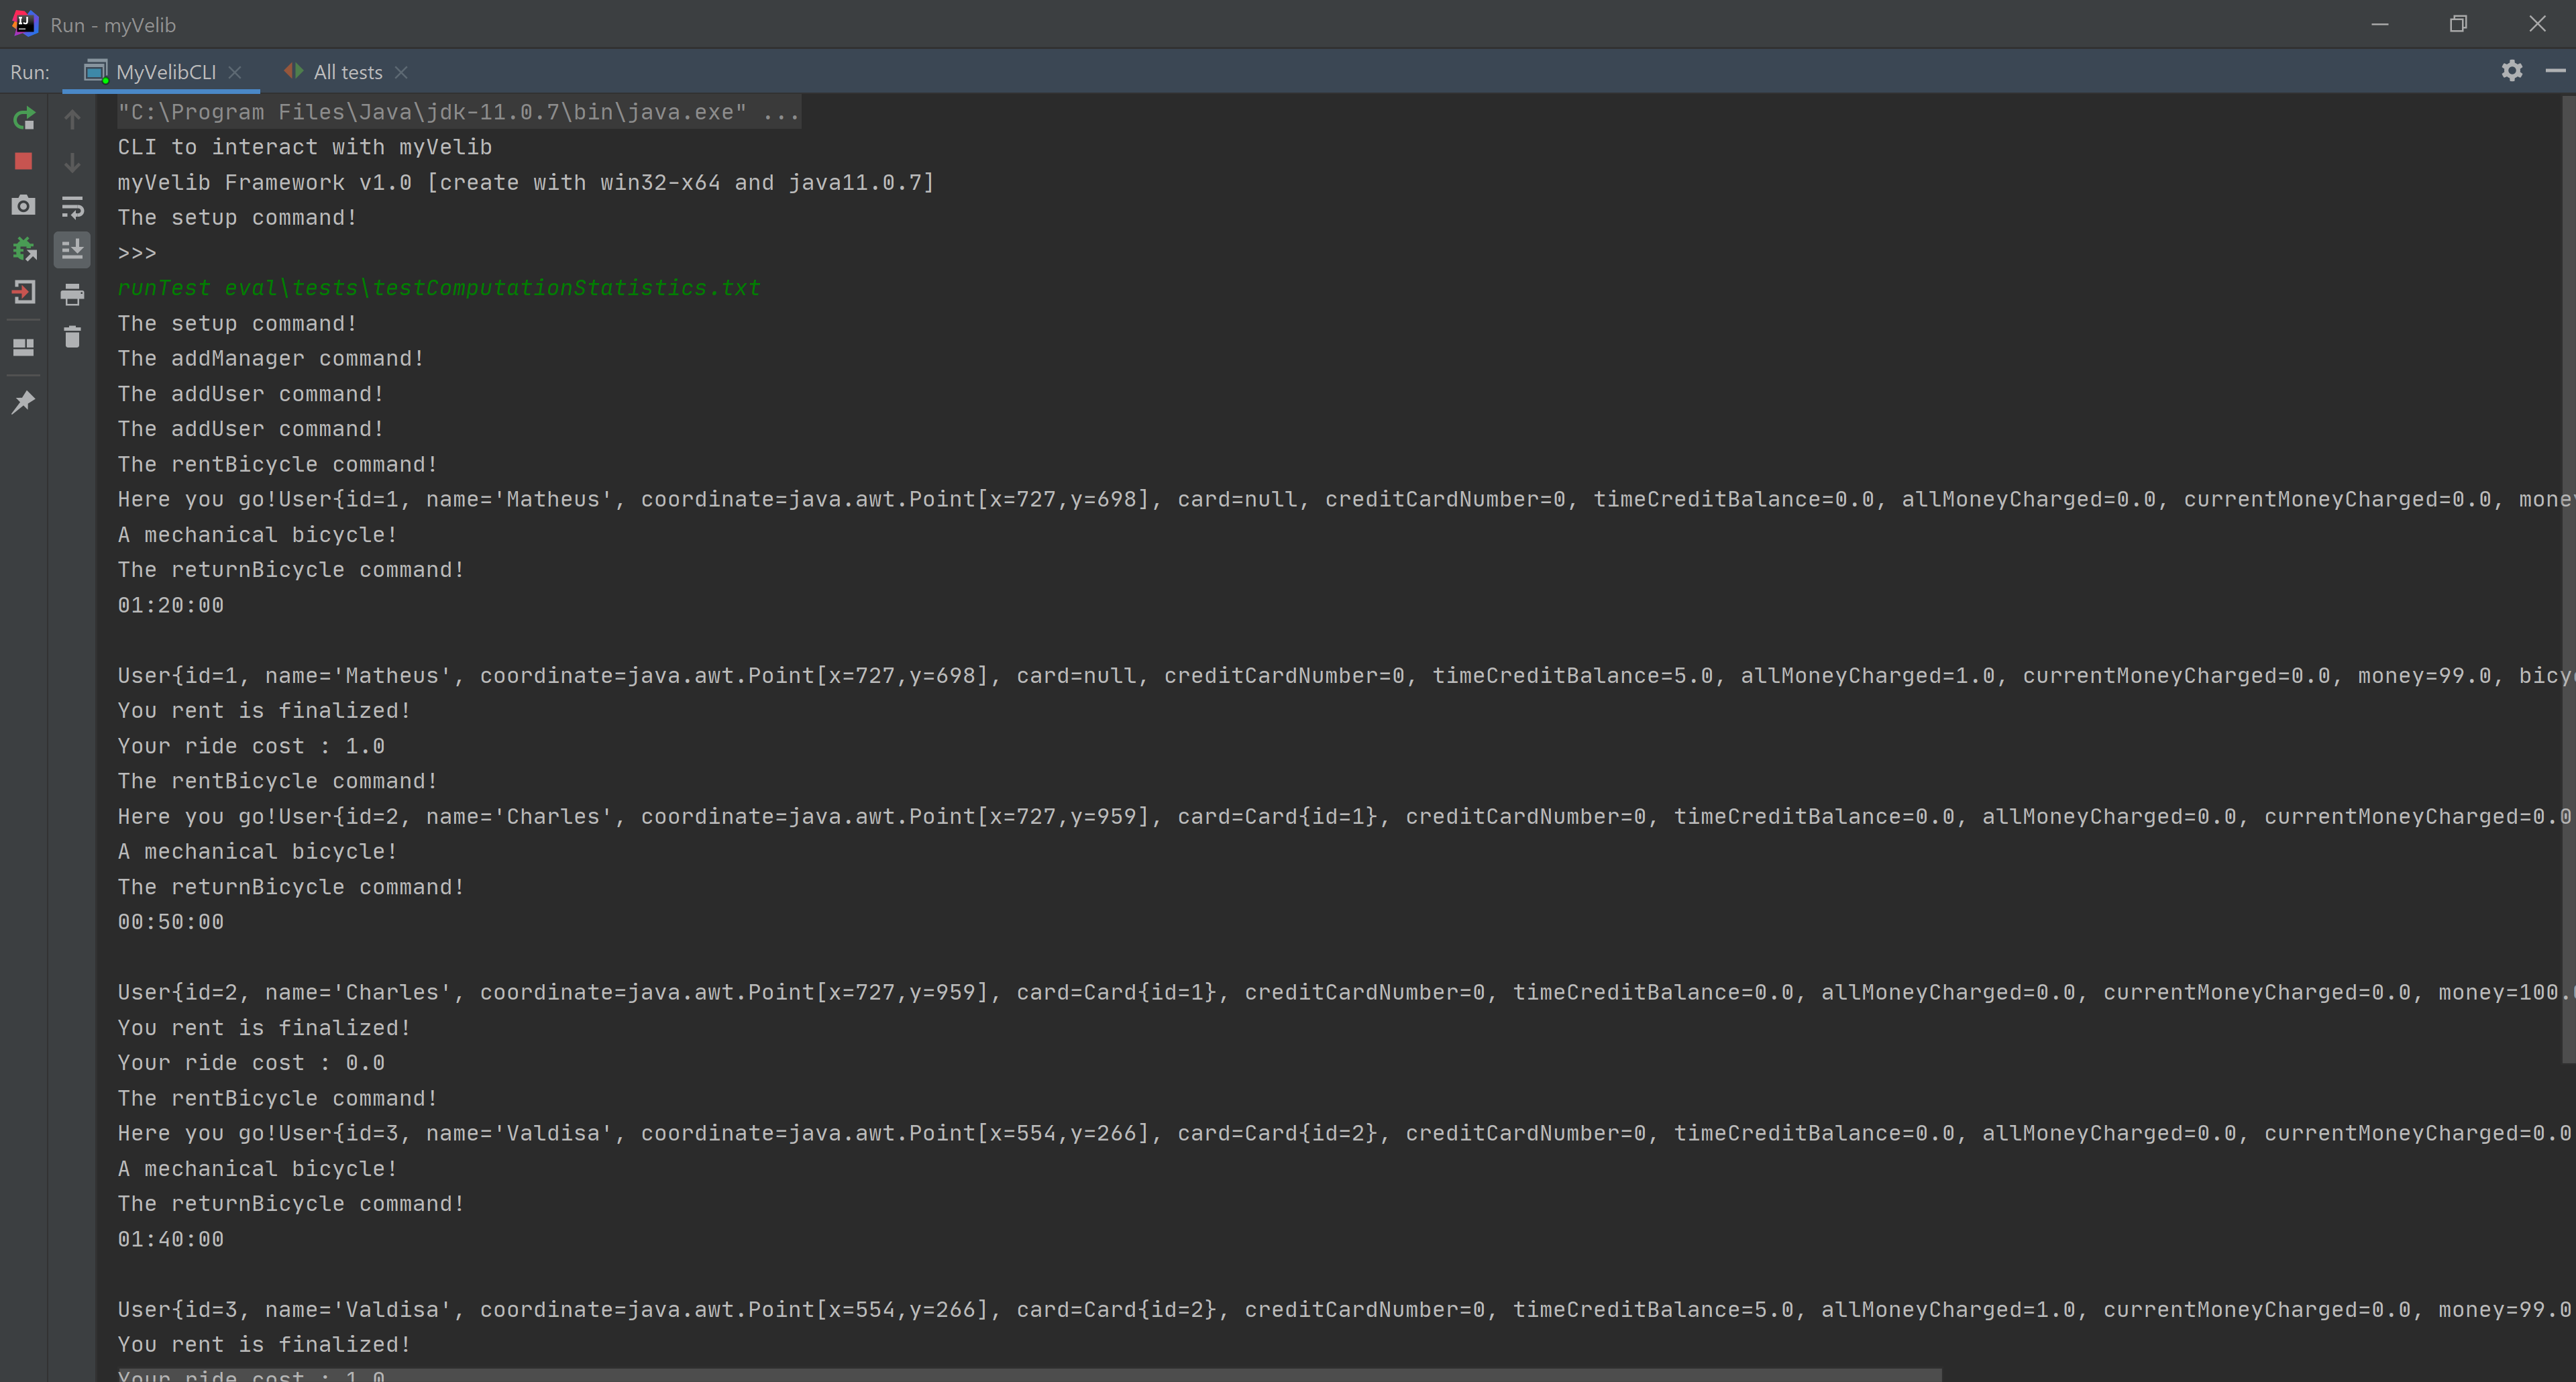 Run - myVelib
Run: MyVelibCLI All tests
"C:\Program Files\Java\jdk-11.0.7\bin\java.exe" ...
CLI to interact with myVelib
myVelib Framework v1.0 [create with win32-x64 and java11.0.7]
The setup command!
>>>
runTest eval\tests\testComputationStatistics.txt
The setup command!
The addManager command!
The addUser command!
The addUser command!
The rentBicycle command!
Here you go!User{id=1, name='Matheus', coordinate=java.awt.Point[x=727,y=698], card=null, creditCardNumber=0, timeCreditBalance=0.0, allMoneyCharged=0.0, currentMoneyCharged=0.0, mone
A mechanical bicycle!
The returnBicycle command!
01:20:00
User{id=1, name='Matheus', coordinate=java.awt.Point[x=727,y=698], card=null, creditCardNumber=0, timeCreditBalance=5.0, allMoneyCharged=1.0, currentMoneyCharged=0.0, money=99.0, bicy
You rent is finalized!
Your ride cost : 1.0
The rentBicycle command!
Here you go!User{id=2, name='Charles', coordinate=java.awt.Point[x=727,y=959], card=Card{id=1}, creditCardNumber=0, timeCreditBalance=0.0, allMoneyCharged=0.0, currentMoneyCharged=0.0
A mechanical bicycle!
The returnBicycle command!
00:50:00
User{id=2, name='Charles', coordinate=java.awt.Point[x=727,y=959], card=Card{id=1}, creditCardNumber=0, timeCreditBalance=0.0, allMoneyCharged=0.0, currentMoneyCharged=0.0, money=100.
You rent is finalized!
Your ride cost : 0.0
The rentBicycle command!
Here you go!User{id=3, name='Valdisa', coordinate=java.awt.Point[x=554,y=266], card=Card{id=2}, creditCardNumber=0, timeCreditBalance=0.0, allMoneyCharged=0.0, currentMoneyCharged=0.0
A mechanical bicycle!
The returnBicycle command!
01:40:00
User{id=3, name='Valdisa', coordinate=java.awt.Point[x=554,y=266], card=Card{id=2}, creditCardNumber=0, timeCreditBalance=5.0, allMoneyCharged=1.0, currentMoneyCharged=0.0, money=99.0
You rent is finalized!
Your ride cost : 1.0